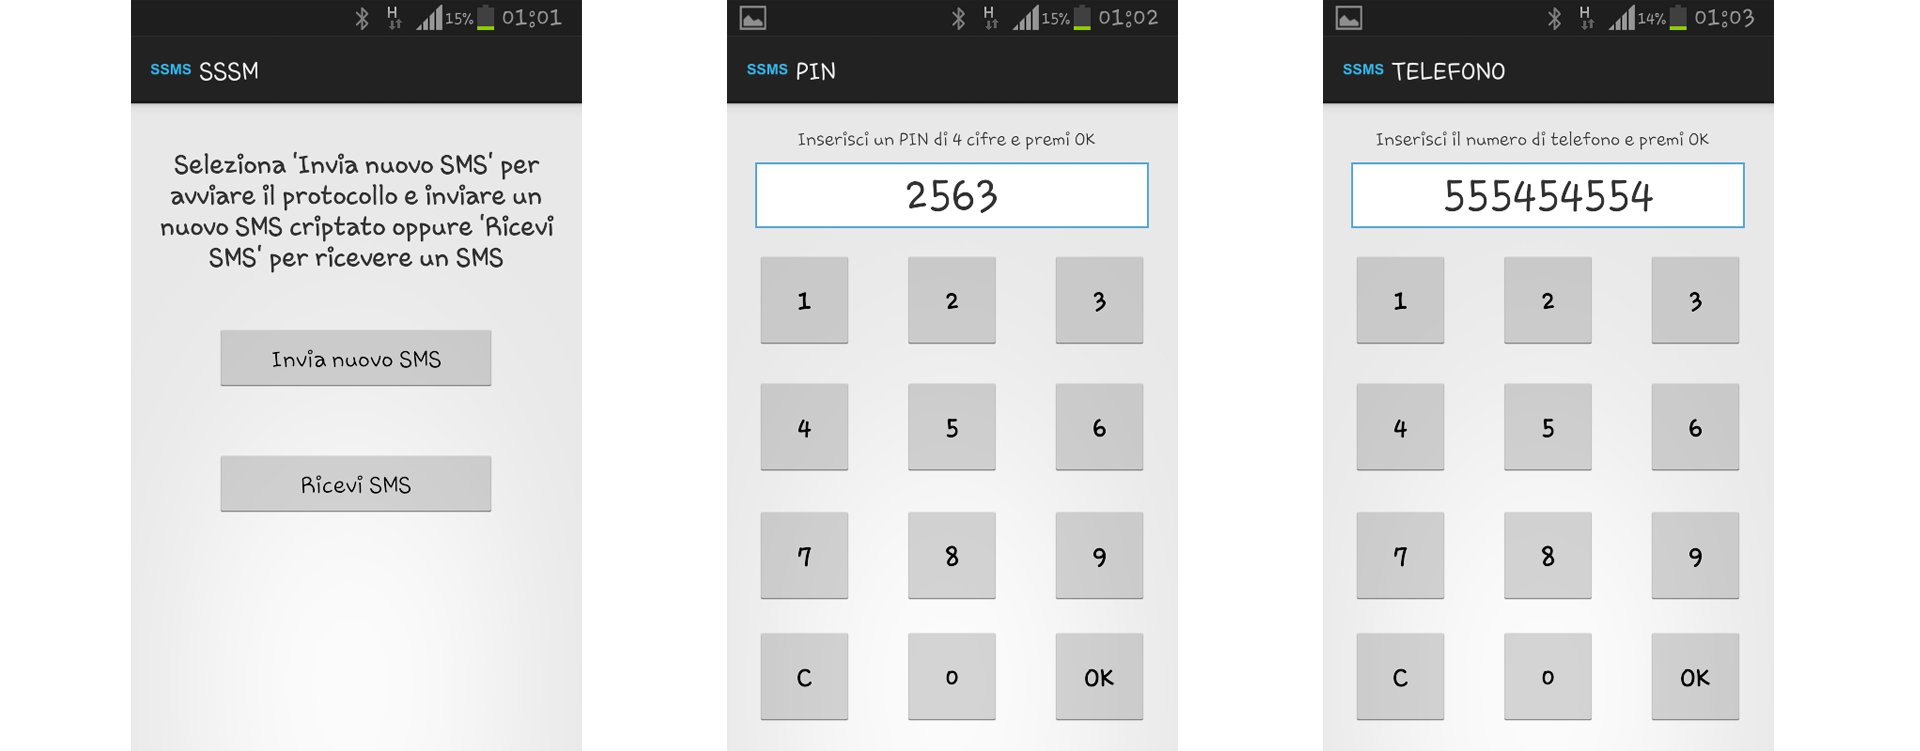 H 15% 01:01
SSMS SSSM
Seleziona 'Invia nuovo SMS' per
avviare il protocollo e inviare un
nuovo SMS criptato oppure 'Ricevi
SMS' per ricevere un SMS
Invia nuovo SMS
Ricevi SMS
H 15% 01:02
SSMS PIN
Inserisci un PIN di 4 cifre e premi OK
2563
1 2 3
4 5 6
7 8 9
C 0 OK
H 14% 01:03
SSMS TELEFONO
Inserisci il numero di telefono e premi OK
555454554
1 2 3
4 5 6
7 8 9
C 0 OK